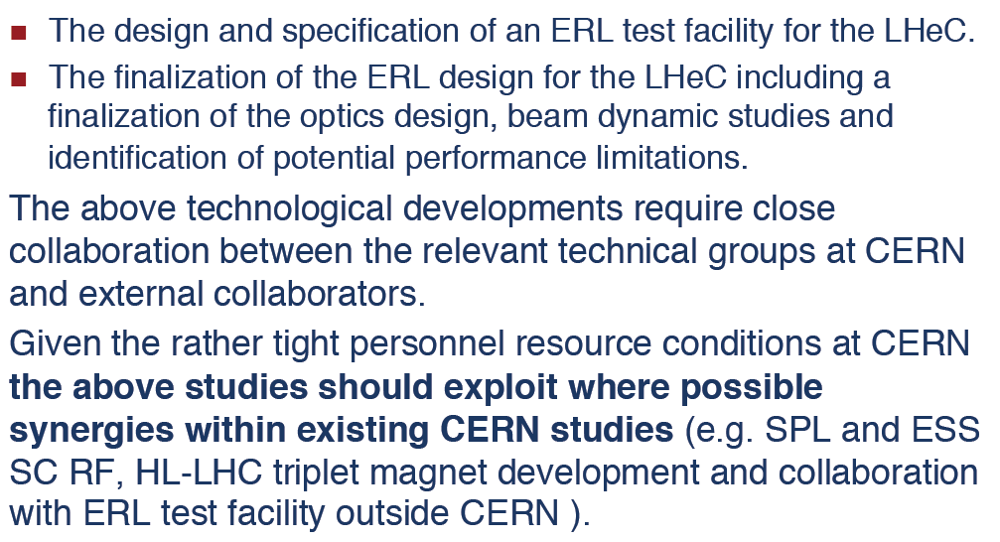 The design and specification of an ERL test facility for the LHeC.
The finalization of the ERL design for the LHeC including a
finalization of the optics design, beam dynamic studies and
identification of potential performance limitations.
The above technological developments require close
collaboration between the relevant technical groups at CERN
and external collaborators.
Given the rather tight personnel resource conditions at CERN
the above studies should exploit where possible
synergies within existing CERN studies (e.g. SPL and ESS
SC RF, HL-LHC triplet magnet development and collaboration
with ERL test facility outside CERN ).